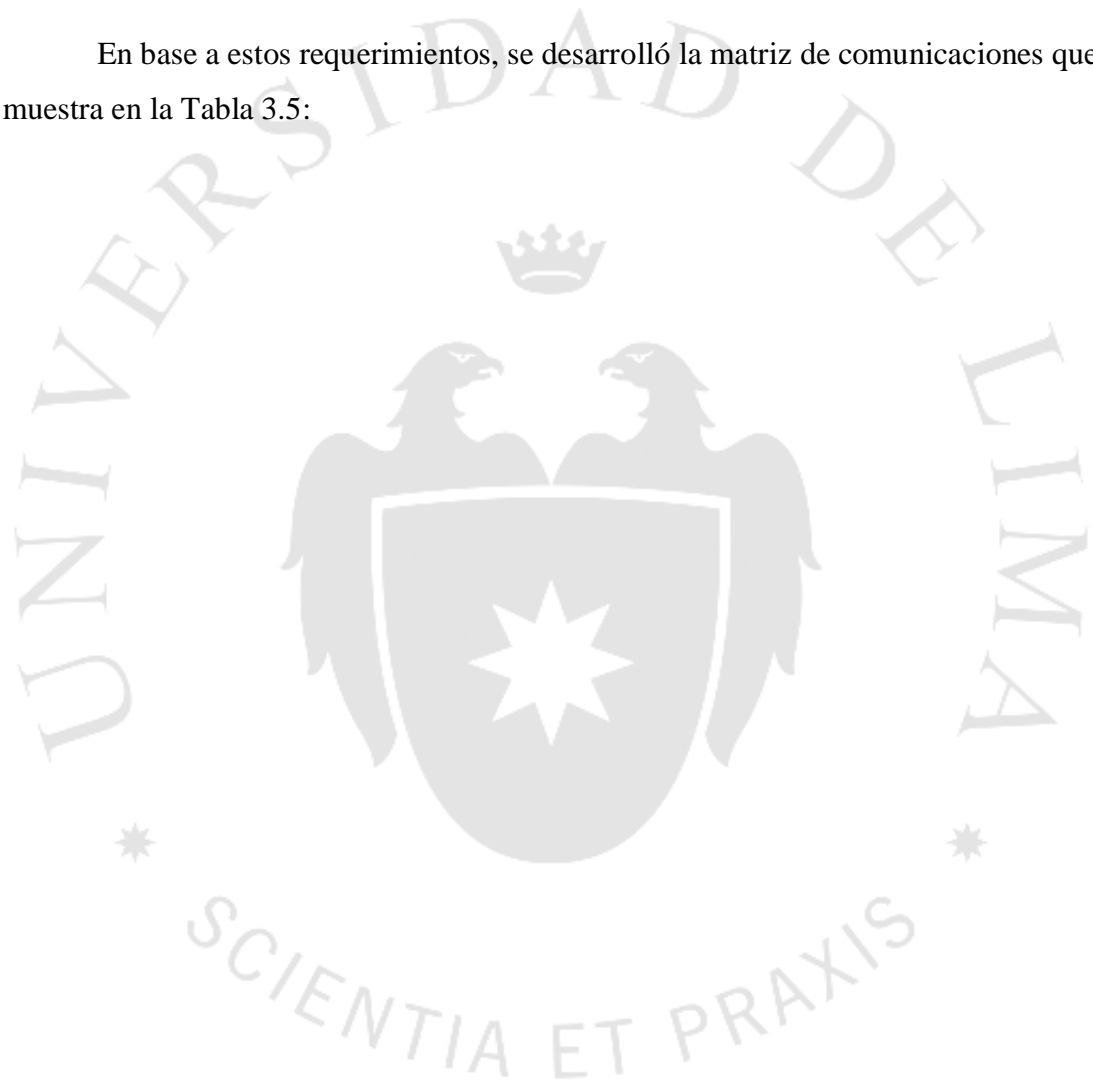 En base a estos requerimientos, se desarrolló la matriz de comunicaciones que
muestra en la Tabla 3.5:
UNIVERSIDAD DE LIMA
SCIENTIA ET PRAXIS